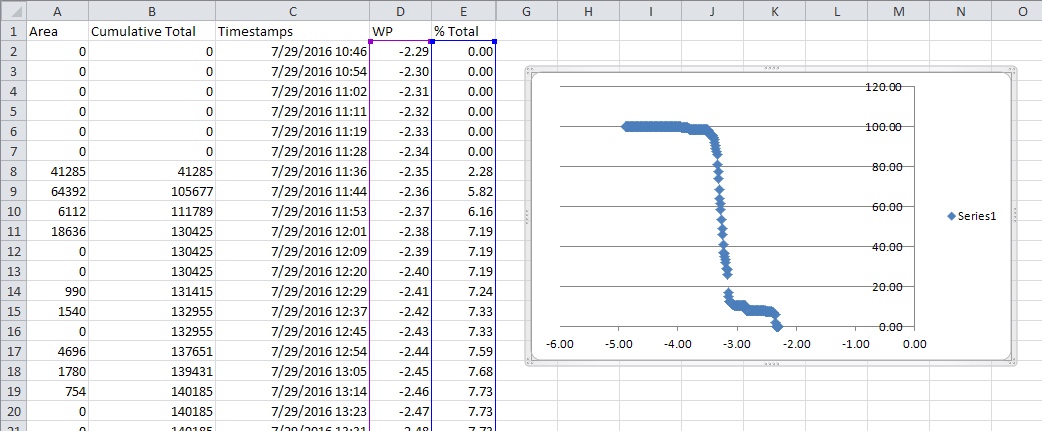 A B C D E G H I J K L M N O
1 Area Cumulative Total Timestamps WP % Total
2 0 0 7/29/2016 10:46 -2.29 0.00
3 0 0 7/29/2016 10:54 -2.30 0.00
4 0 0 7/29/2016 11:02 -2.31 0.00
5 0 0 7/29/2016 11:11 -2.32 0.00
6 0 0 7/29/2016 11:19 -2.33 0.00
7 0 0 7/29/2016 11:28 -2.34 0.00
8 41285 41285 7/29/2016 11:36 -2.35 2.28
9 64392 105677 7/29/2016 11:44 -2.36 5.82
10 6112 111789 7/29/2016 11:53 -2.37 6.16
11 18636 130425 7/29/2016 12:01 -2.38 7.19
12 0 130425 7/29/2016 12:09 -2.39 7.19
13 0 130425 7/29/2016 12:20 -2.40 7.19
14 990 131415 7/29/2016 12:29 -2.41 7.24
15 1540 132955 7/29/2016 12:37 -2.42 7.33
16 0 132955 7/29/2016 12:45 -2.43 7.33
17 4696 137651 7/29/2016 12:54 -2.44 7.59
18 1780 139431 7/29/2016 13:05 -2.45 7.68
19 754 140185 7/29/2016 13:14 -2.46 7.73
20 0 140185 7/29/2016 13:23 -2.47 7.73
21 0 140185 7/29/2016 13:31 -2.48 7.73
120.00
100.00
80.00
60.00
40.00
20.00
0.00
-6.00 -5.00 -4.00 -3.00 -2.00 -1.00 0.00
Series1